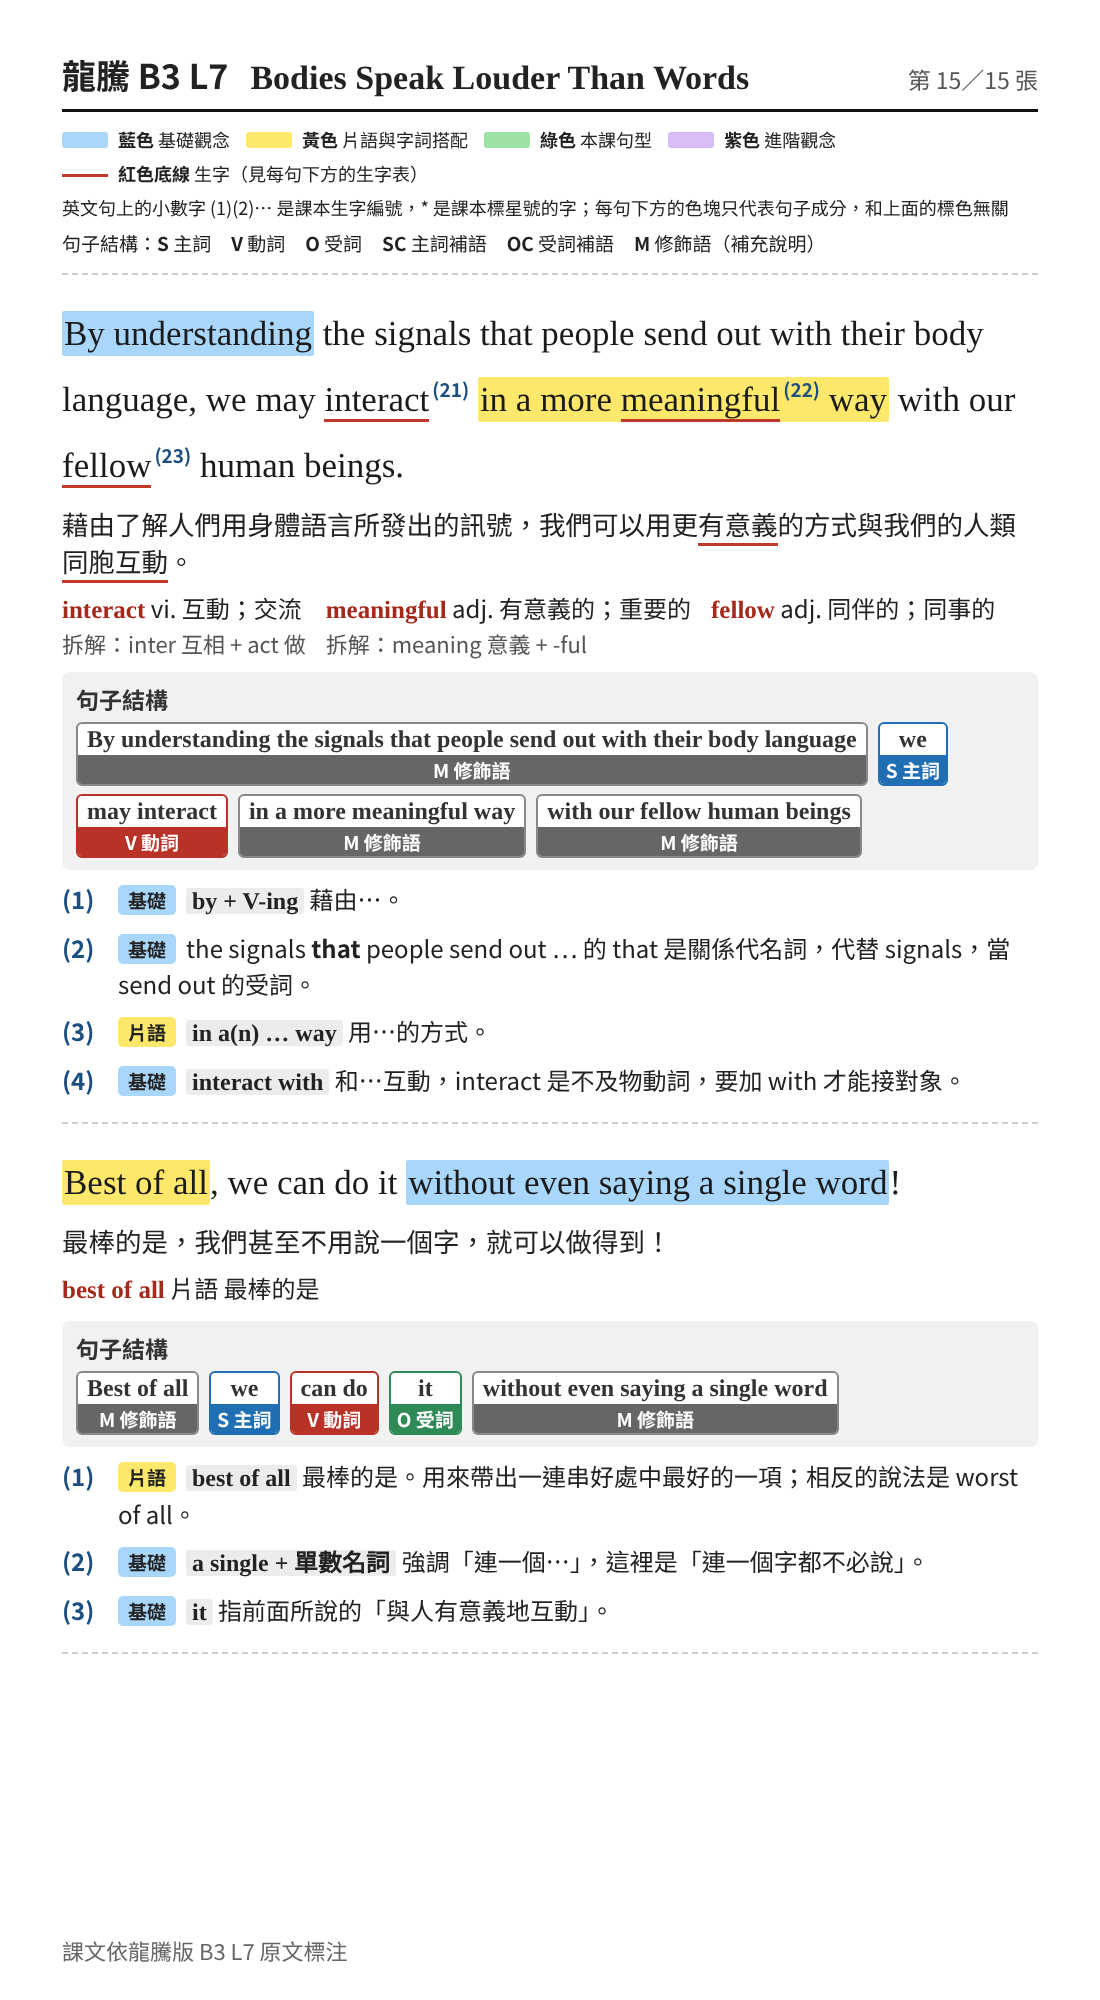 龍騰 B3 L7 Bodies Speak Louder Than Words 第 15／15 張
藍色 基礎觀念 黃色 片語與字詞搭配 綠色 本課句型 紫色 進階觀念
紅色底線 生字（見每句下方的生字表）
英文句上的小數字 (1)(2)… 是課本生字編號，* 是課本標星號的字；每句下方的色塊只代表句子成分，和上面的標色無關
句子結構：S 主詞 V 動詞 O 受詞 SC 主詞補語 OC 受詞補語 M 修飾語（補充說明）
By understanding the signals that people send out with their body
language, we may interact(21) in a more meaningful(22) way with our
fellow(23) human beings.
藉由了解人們用身體語言所發出的訊號，我們可以用更有意義的方式與我們的人類
同胞互動。
interact vi. 互動；交流 meaningful adj. 有意義的；重要的 fellow adj. 同伴的；同事的
拆解：inter 互相 + act 做 拆解：meaning 意義 + -ful
句子結構
By understanding the signals that people send out with their body language we
M 修飾語 S 主詞
may interact in a more meaningful way with our fellow human beings
V 動詞 M 修飾語 M 修飾語
(1) 基礎 by + V-ing 藉由…。
(2) 基礎 the signals that people send out … 的 that 是關係代名詞，代替 signals，當
send out 的受詞。
(3) 片語 in a(n) … way 用…的方式。
(4) 基礎 interact with 和…互動，interact 是不及物動詞，要加 with 才能接對象。
Best of all, we can do it without even saying a single word!
最棒的是，我們甚至不用說一個字，就可以做得到！
best of all 片語 最棒的是
句子結構
Best of all we can do it without even saying a single word
M 修飾語 S 主詞 V 動詞 O 受詞 M 修飾語
(1) 片語 best of all 最棒的是。用來帶出一連串好處中最好的一項；相反的說法是 worst
of all。
(2) 基礎 a single + 單數名詞 強調「連一個…」，這裡是「連一個字都不必說」。
(3) 基礎 it 指前面所說的「與人有意義地互動」。
課文依龍騰版 B3 L7 原文標注